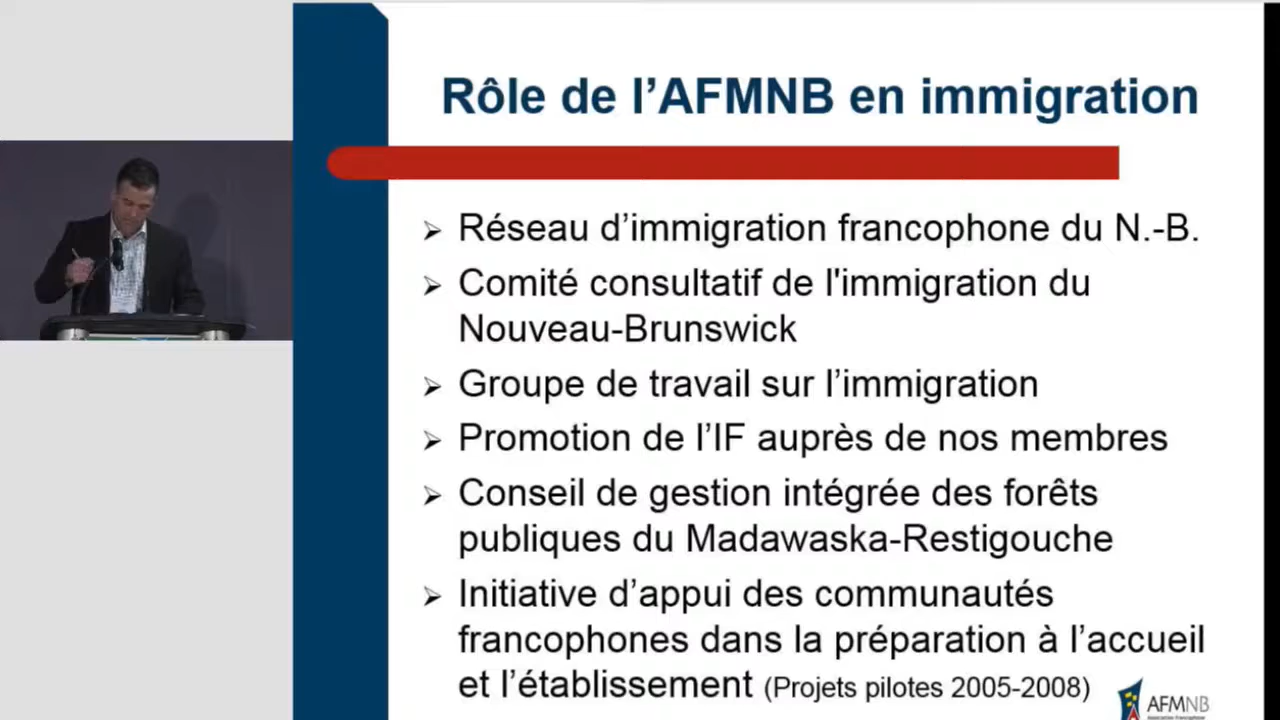 Rôle de l’AFMNB en immigration
Réseau d’immigration francophone du N.-B.
Comité consultatif de l'immigration du
Nouveau-Brunswick
Groupe de travail sur l’immigration
Promotion de l’IF auprès de nos membres
Conseil de gestion intégrée des forêts
publiques du Madawaska-Restigouche
Initiative d’appui des communautés
francophones dans la préparation à l’accueil
et l’établissement (Projets pilotes 2005-2008)
AFMNB
Association francophone